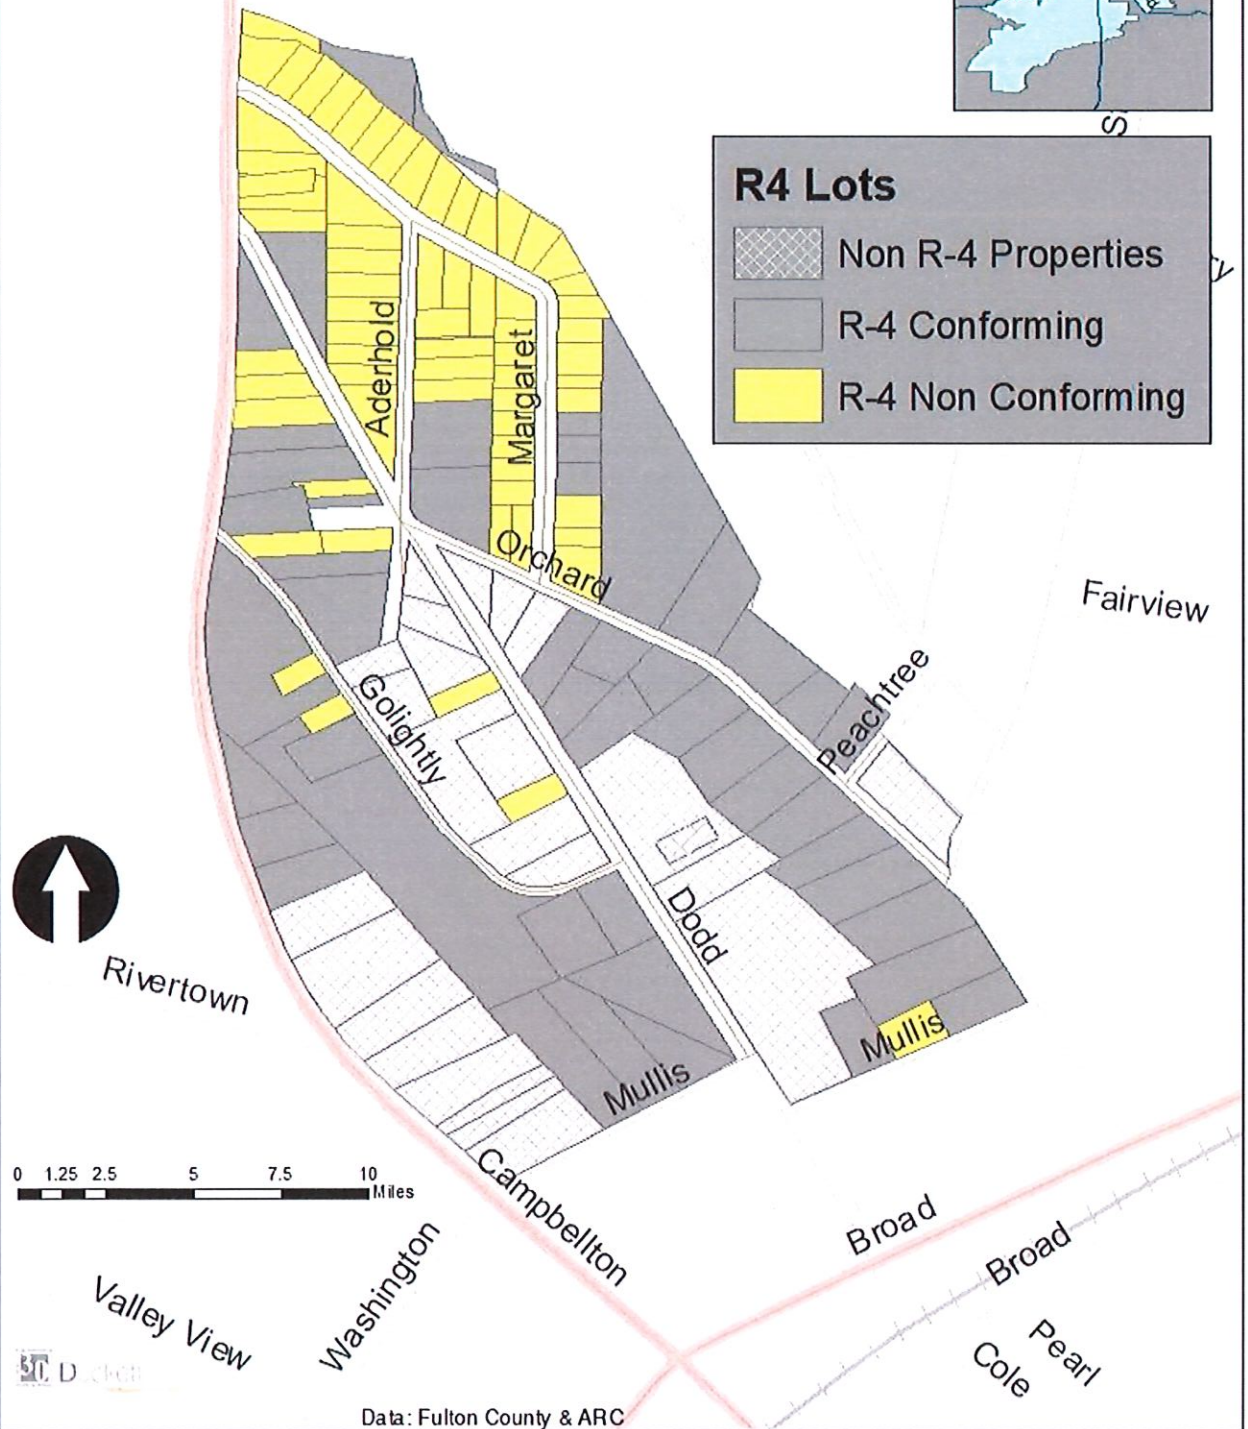 R4 Lots
Non R-4 Properties
R-4 Conforming
R-4 Non Conforming
Aderhold
Margaret
Orchard
Fairview
Peachtree
Golightly
Dodd
Rivertown
Mullis
Mullis
0 1.25 2.5 5 7.5 10
Miles
Campbellton
Broad
Broad
Washington
Valley View
Pearl
Cole
Data: Fulton County & ARC